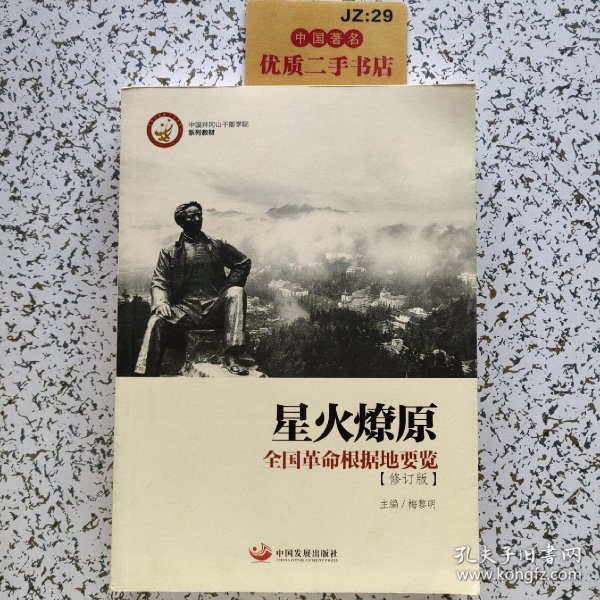 JZ:29
中国著名
优质二手书店
中国井冈山干部学院
系列教材
星火燎原
全国革命根据地要览
【修订版】
主编/梅黎明
中国发展出版社
CHINA DEVELOPMENT PRESS
孔夫子旧书网
www.kongfz.com